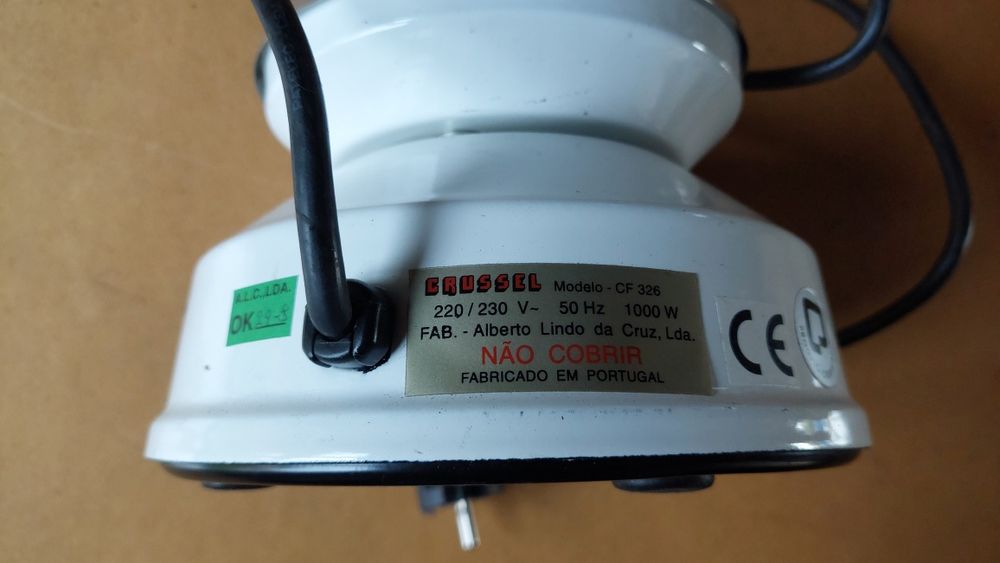 A.L.C.,LDA.
OK
CRUSSEL Modelo - CF 326
220 / 230 V~ 50 Hz 1000 W
FAB. - Alberto Lindo da Cruz, Lda.
NÃO COBRIR
FABRICADO EM PORTUGAL
CE